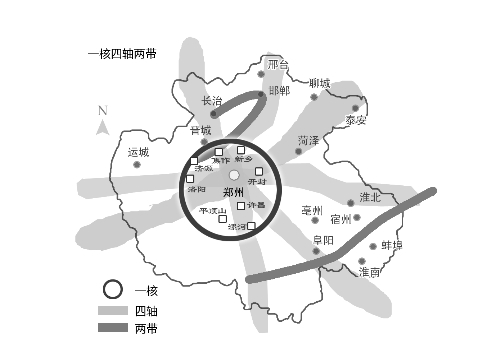 一核四轴两带
邢台
聊城
邯郸
长治
N
泰安
晋城
菏泽
运城
焦作
新乡
济源
开封
洛阳
郑州
淮北
许昌
亳州
平顶山
宿州
漯河
阜阳
蚌埠
淮南
一核
四轴
两带